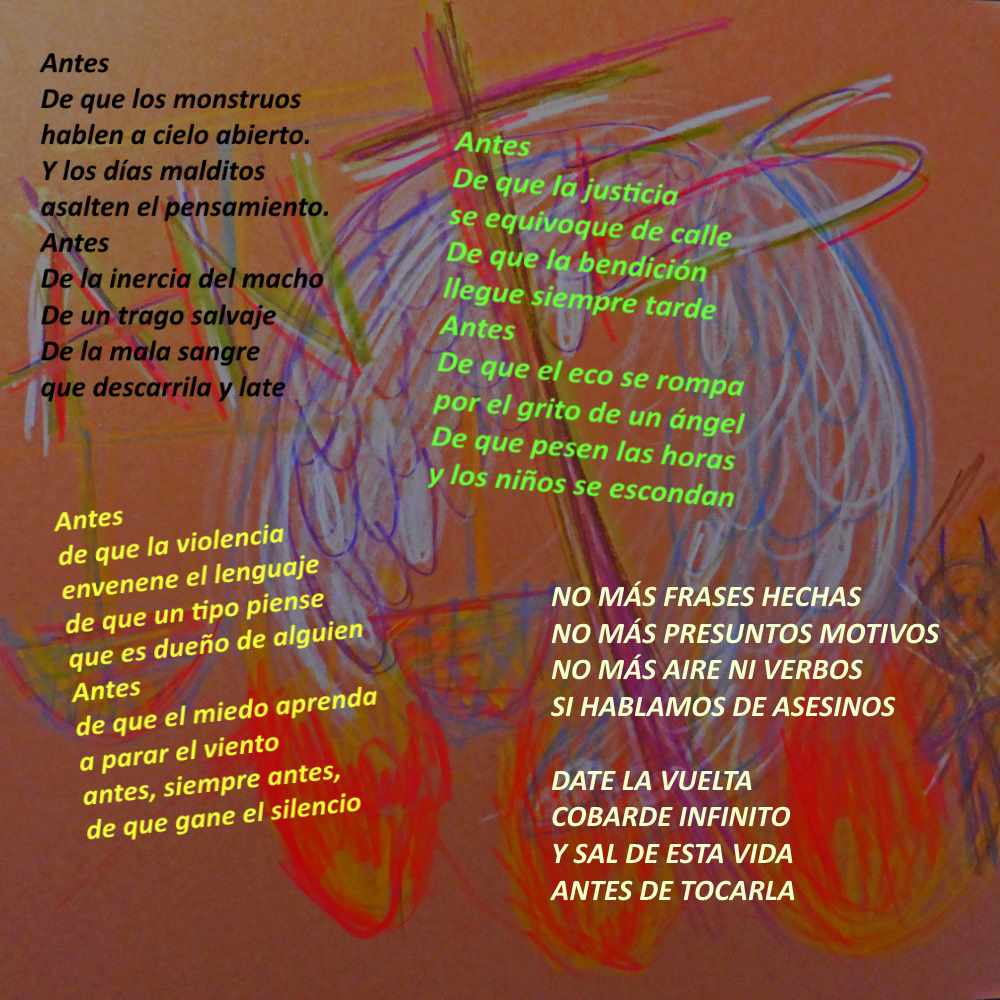 Antes
De que los monstruos
hablen a cielo abierto.
Y los días malditos
asalten el pensamiento.
Antes
De la inercia del macho
De un trago salvaje
De la mala sangre
que descarrila y late
Antes
De que la justicia
se equivoque de calle
De que la bendición
llegue siempre tarde
Antes
De que el eco se rompa
por el grito de un ángel
De que pesen las horas
y los niños se escondan
Antes
de que la violencia
envenene el lenguaje
de que un tipo piense
que es dueño de alguien
Antes
de que el miedo aprenda
a parar el viento
antes, siempre antes,
de que gane el silencio
NO MÁS FRASES HECHAS
NO MÁS PRESUNTOS MOTIVOS
NO MÁS AIRE NI VERBOS
SI HABLAMOS DE ASESINOS
DATE LA VUELTA
COBARDE INFINITO
Y SAL DE ESTA VIDA
ANTES DE TOCARLA